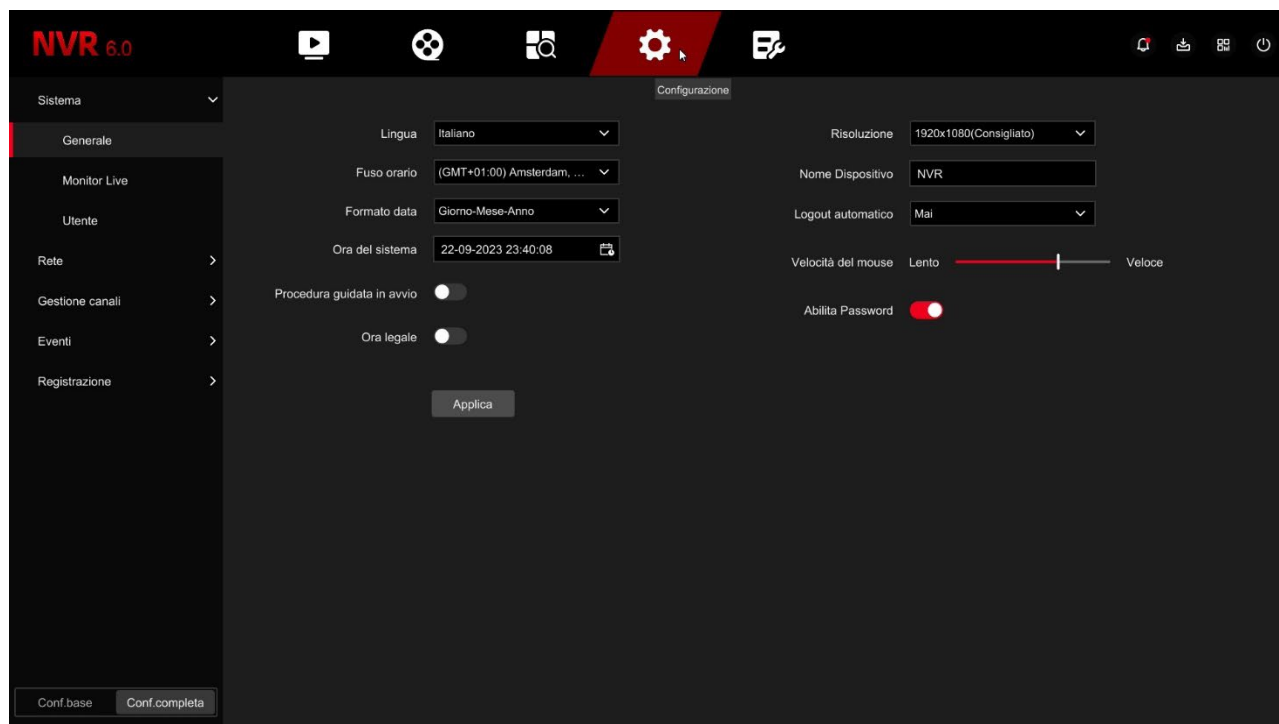 NVR 6.0
Configurazione
Sistema
Generale
Monitor Live
Utente
Rete
Gestione canali
Eventi
Registrazione
Lingua Italiano
Fuso orario (GMT+01:00) Amsterdam, ...
Formato data Giorno-Mese-Anno
Ora del sistema 22-09-2023 23:40:08
Procedura guidata in avvio
Ora legale
Applica
Risoluzione 1920x1080(Consigliato)
Nome Dispositivo NVR
Logout automatico Mai
Velocità del mouse Lento Veloce
Abilita Password
Conf.base Conf.completa